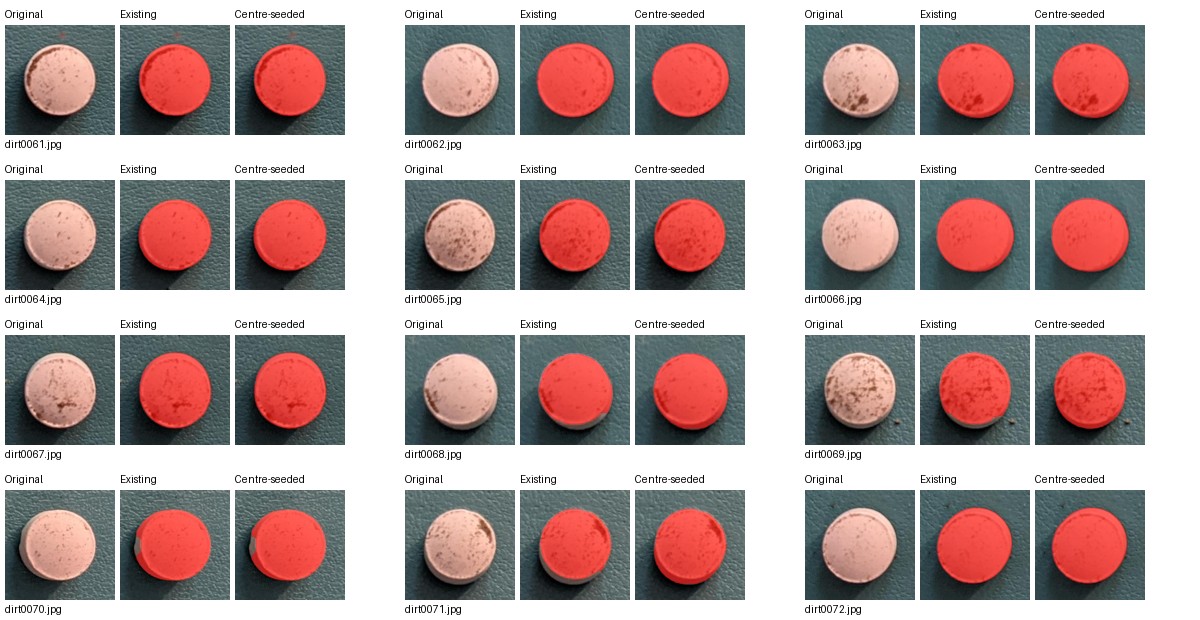 Original Existing Centre-seeded Original Existing Centre-seeded Original Existing Centre-seeded
dirt0061.jpg dirt0062.jpg dirt0063.jpg
Original Existing Centre-seeded Original Existing Centre-seeded Original Existing Centre-seeded
dirt0064.jpg dirt0065.jpg dirt0066.jpg
Original Existing Centre-seeded Original Existing Centre-seeded Original Existing Centre-seeded
dirt0067.jpg dirt0068.jpg dirt0069.jpg
Original Existing Centre-seeded Original Existing Centre-seeded Original Existing Centre-seeded
dirt0070.jpg dirt0071.jpg dirt0072.jpg